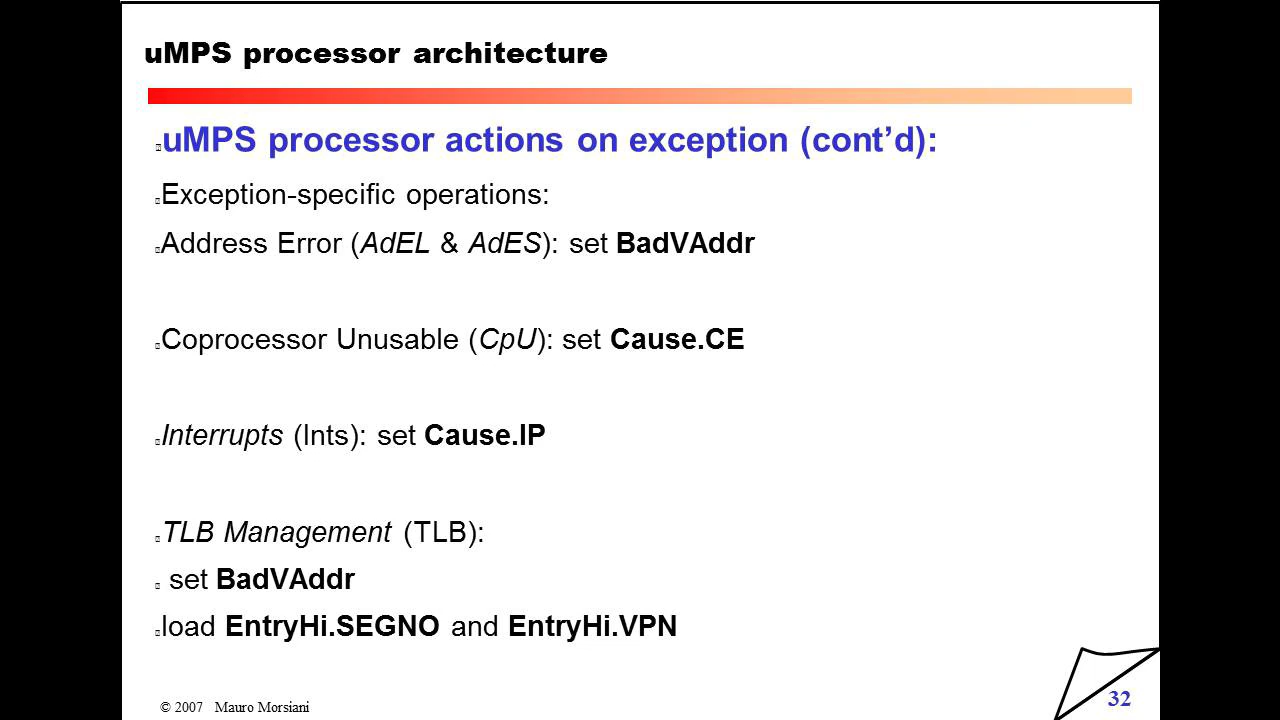 uMPS processor architecture
uMPS processor actions on exception (cont’d):
Exception-specific operations:
Address Error (AdEL & AdES): set BadVAddr
Coprocessor Unusable (CpU): set Cause.CE
Interrupts (Ints): set Cause.IP
TLB Management (TLB):
set BadVAddr
load EntryHi.SEGNO and EntryHi.VPN
© 2007 Mauro Morsiani
32